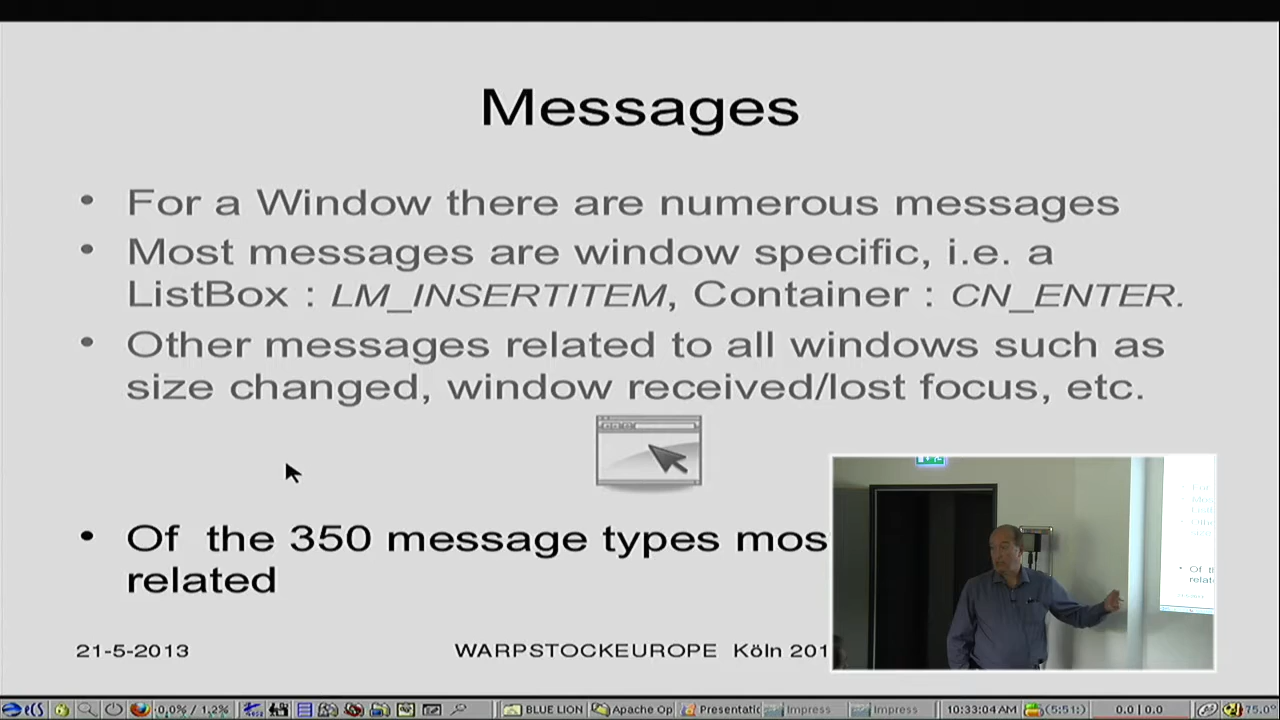 Messages
• For a Window there are numerous messages
• Most messages are window specific, i.e. a
ListBox : LM_INSERTITEM, Container : CN_ENTER.
• Other messages related to all windows such as
size changed, window received/lost focus, etc.
• Of the 350 message types mos
related
21-5-2013
WARPSTOCKEUROPE Köln 201
eCS
0,0% / 1,2%
BLUE LION
Apache Op
Presentatic
Impress
Impress
10:33:04 AM
(5:51)
0.0 | 0.0
75.0°